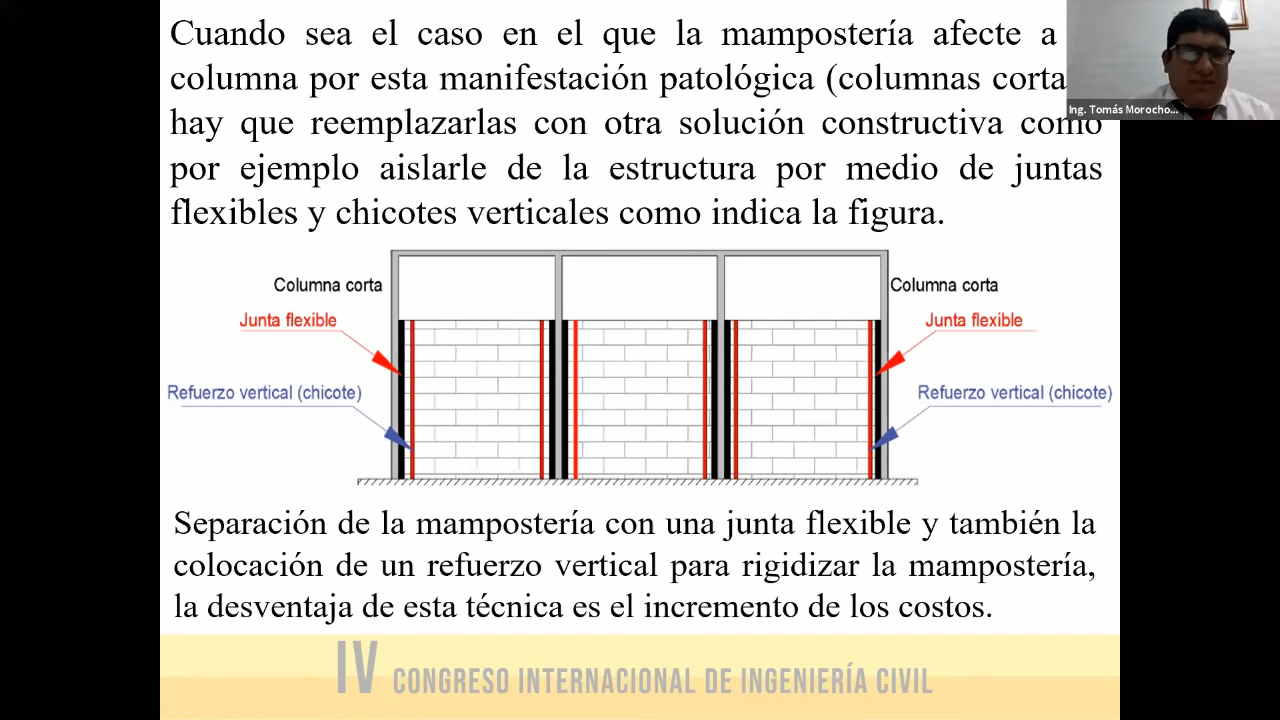 Cuando sea el caso en el que la mampostería afecte a
columna por esta manifestación patológica (columnas corta
hay que reemplazarlas con otra solución constructiva como
por ejemplo aislarle de la estructura por medio de juntas
flexibles y chicotes verticales como indica la figura.
Ing. Tomás Morocho...
Columna corta
Columna corta
Junta flexible
Junta flexible
Refuerzo vertical (chicote)
Refuerzo vertical (chicote)
Separación de la mampostería con una junta flexible y también la
colocación de un refuerzo vertical para rigidizar la mampostería,
la desventaja de esta técnica es el incremento de los costos.
IV CONGRESO INTERNACIONAL DE INGENIERÍA CIVIL